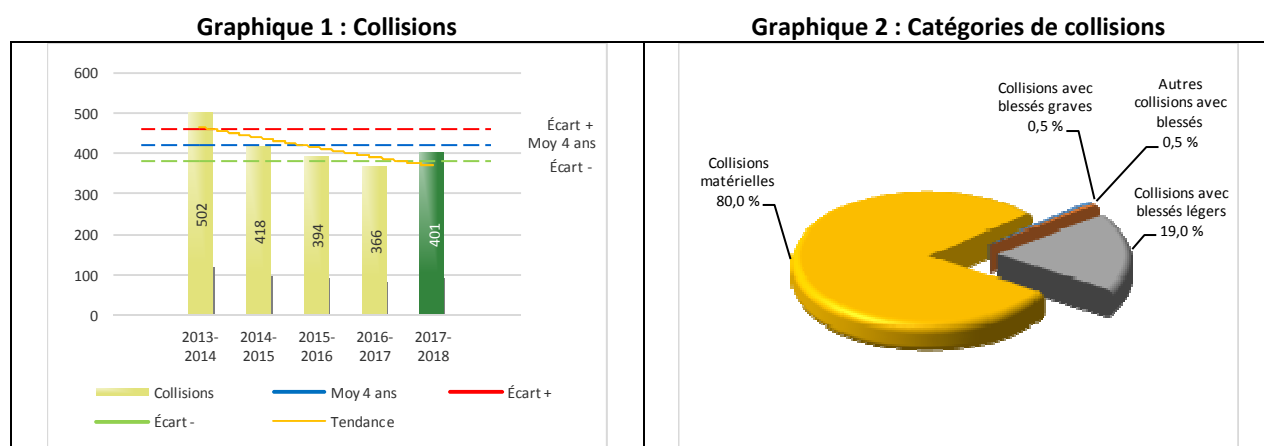 Graphique 1 : Collisions
600
500
400
300
200
100
0
502
418
394
366
401
Écart +
Moy 4 ans
Écart -
2013-
2014
2014-
2015
2015-
2016
2016-
2017
2017-
2018
Collisions
Moy 4 ans
Écart +
Écart -
Tendance
Graphique 2 : Catégories de collisions
Collisions avec
blessés graves
0,5 %
Autres
collisions avec
blessés
0,5 %
Collisions
matérielles
80,0 %
Collisions avec
blessés légers
19,0 %